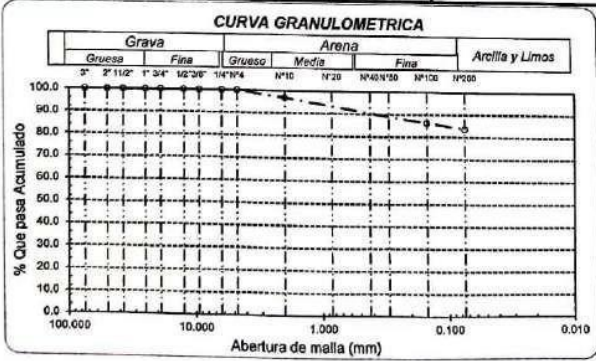 CURVA GRANULOMETRICA
Grava Arena Arcilla y Limos
Gruesa Fina Grueso Media Fina
3" 2" 11/2" 1" 3/4" 1/2" 3/8" 1/4" N°4 N°10 N°20 N°40 N°50 N°100 N°200
% Que pasa Acumulado
100.0
90.0
80.0
70.0
60.0
50.0
40.0
30.0
20.0
10.0
0.0
100.000 10.000 1.000 0.100 0.010
Abertura de malla (mm)